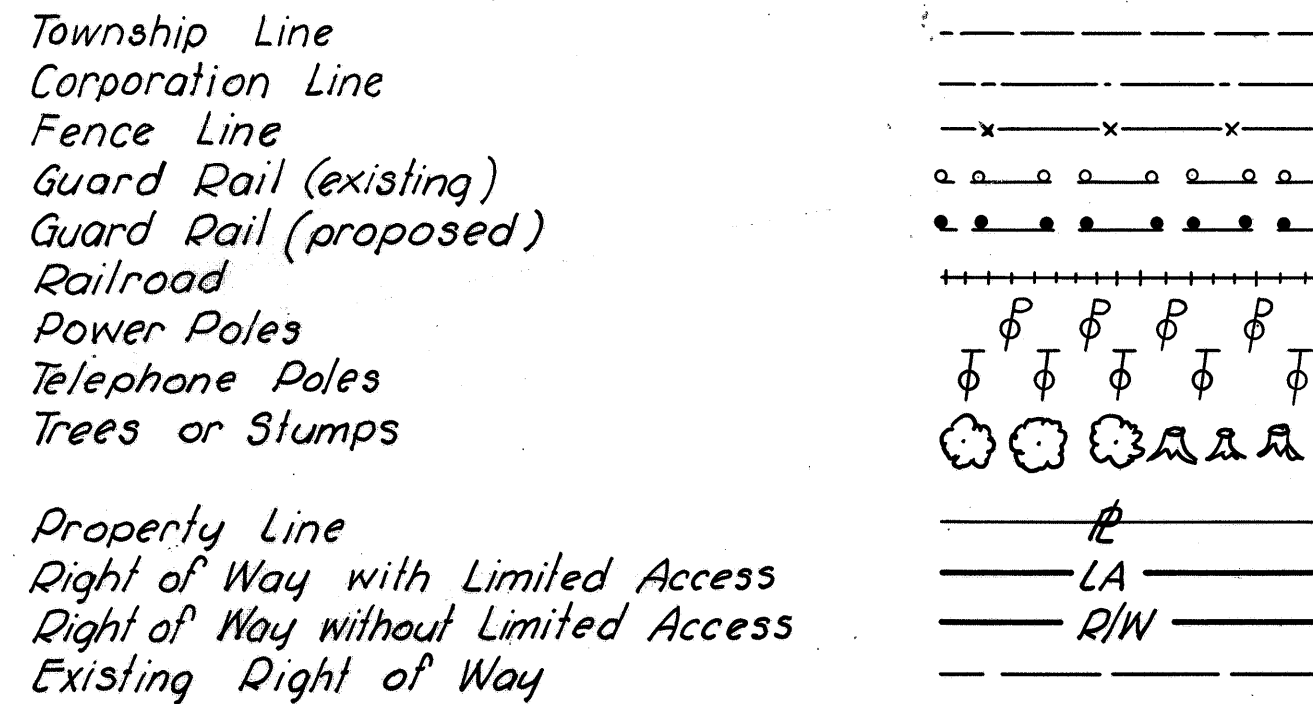 Township Line
Corporation Line
Fence Line
Guard Rail (existing)
Guard Rail (proposed)
Railroad
Power Poles P P P P
Telephone Poles T T T T T
Trees or Stumps
Property Line PL
Right of Way with Limited Access LA
Right of Way without Limited Access R/W
Existing Right of Way